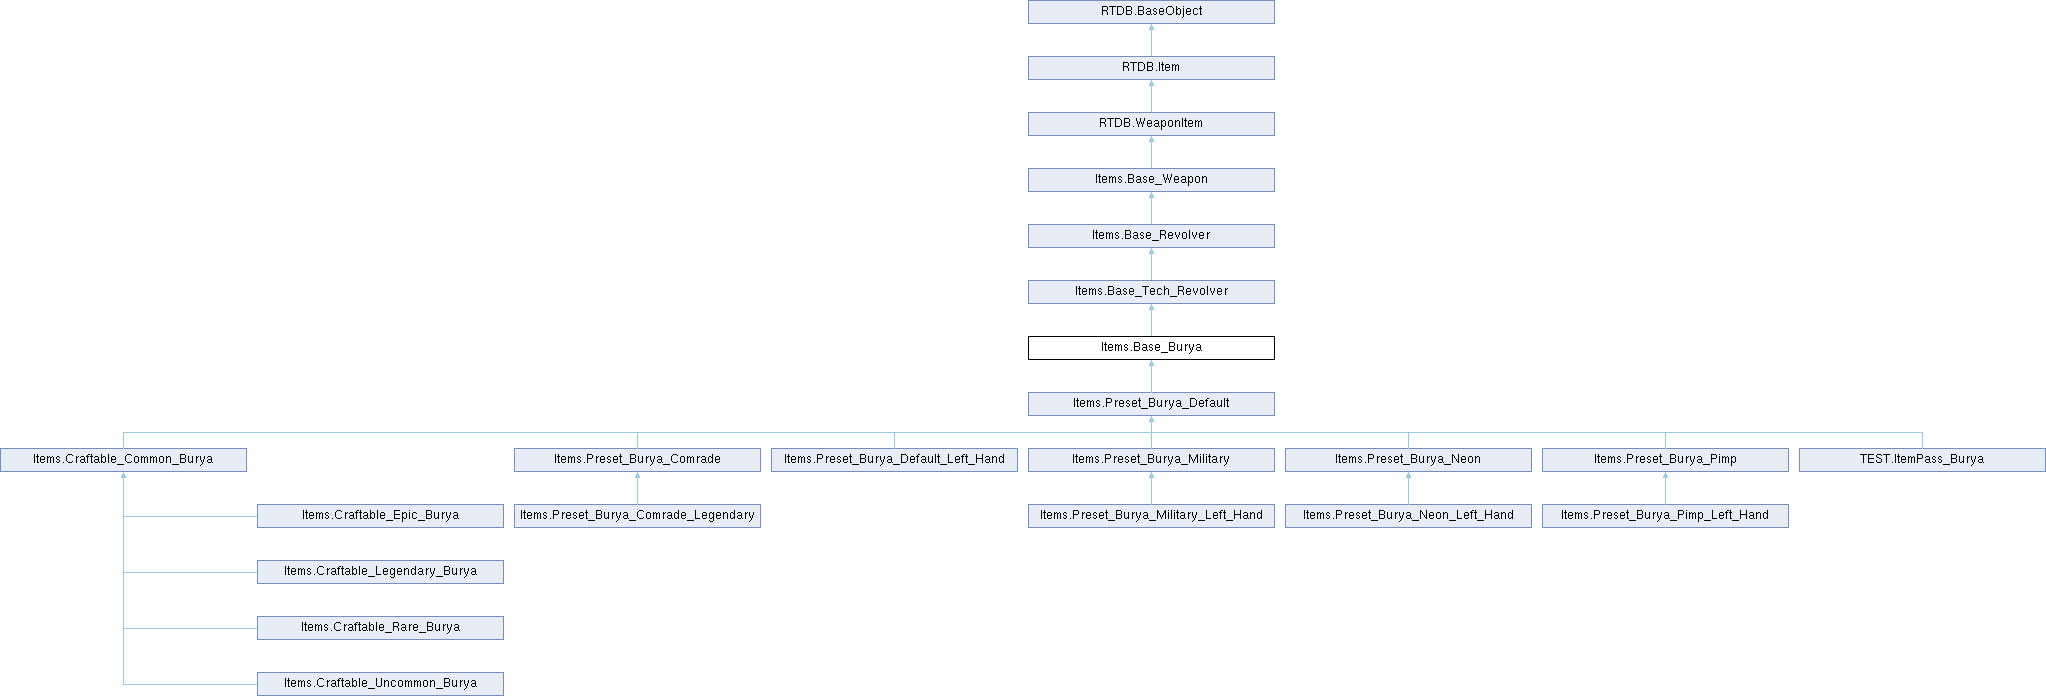 RTDB.BaseObject
RTDB.Item
RTDB.WeaponItem
Items.Base_Weapon
Items.Base_Revolver
Items.Base_Tech_Revolver
Items.Base_Burya
Items.Preset_Burya_Default
Items.Craftable_Common_Burya
Items.Preset_Burya_Comrade
Items.Preset_Burya_Default_Left_Hand
Items.Preset_Burya_Military
Items.Preset_Burya_Neon
Items.Preset_Burya_Pimp
TEST.ItemPass_Burya
Items.Craftable_Epic_Burya
Items.Preset_Burya_Comrade_Legendary
Items.Preset_Burya_Military_Left_Hand
Items.Preset_Burya_Neon_Left_Hand
Items.Preset_Burya_Pimp_Left_Hand
Items.Craftable_Legendary_Burya
Items.Craftable_Rare_Burya
Items.Craftable_Uncommon_Burya